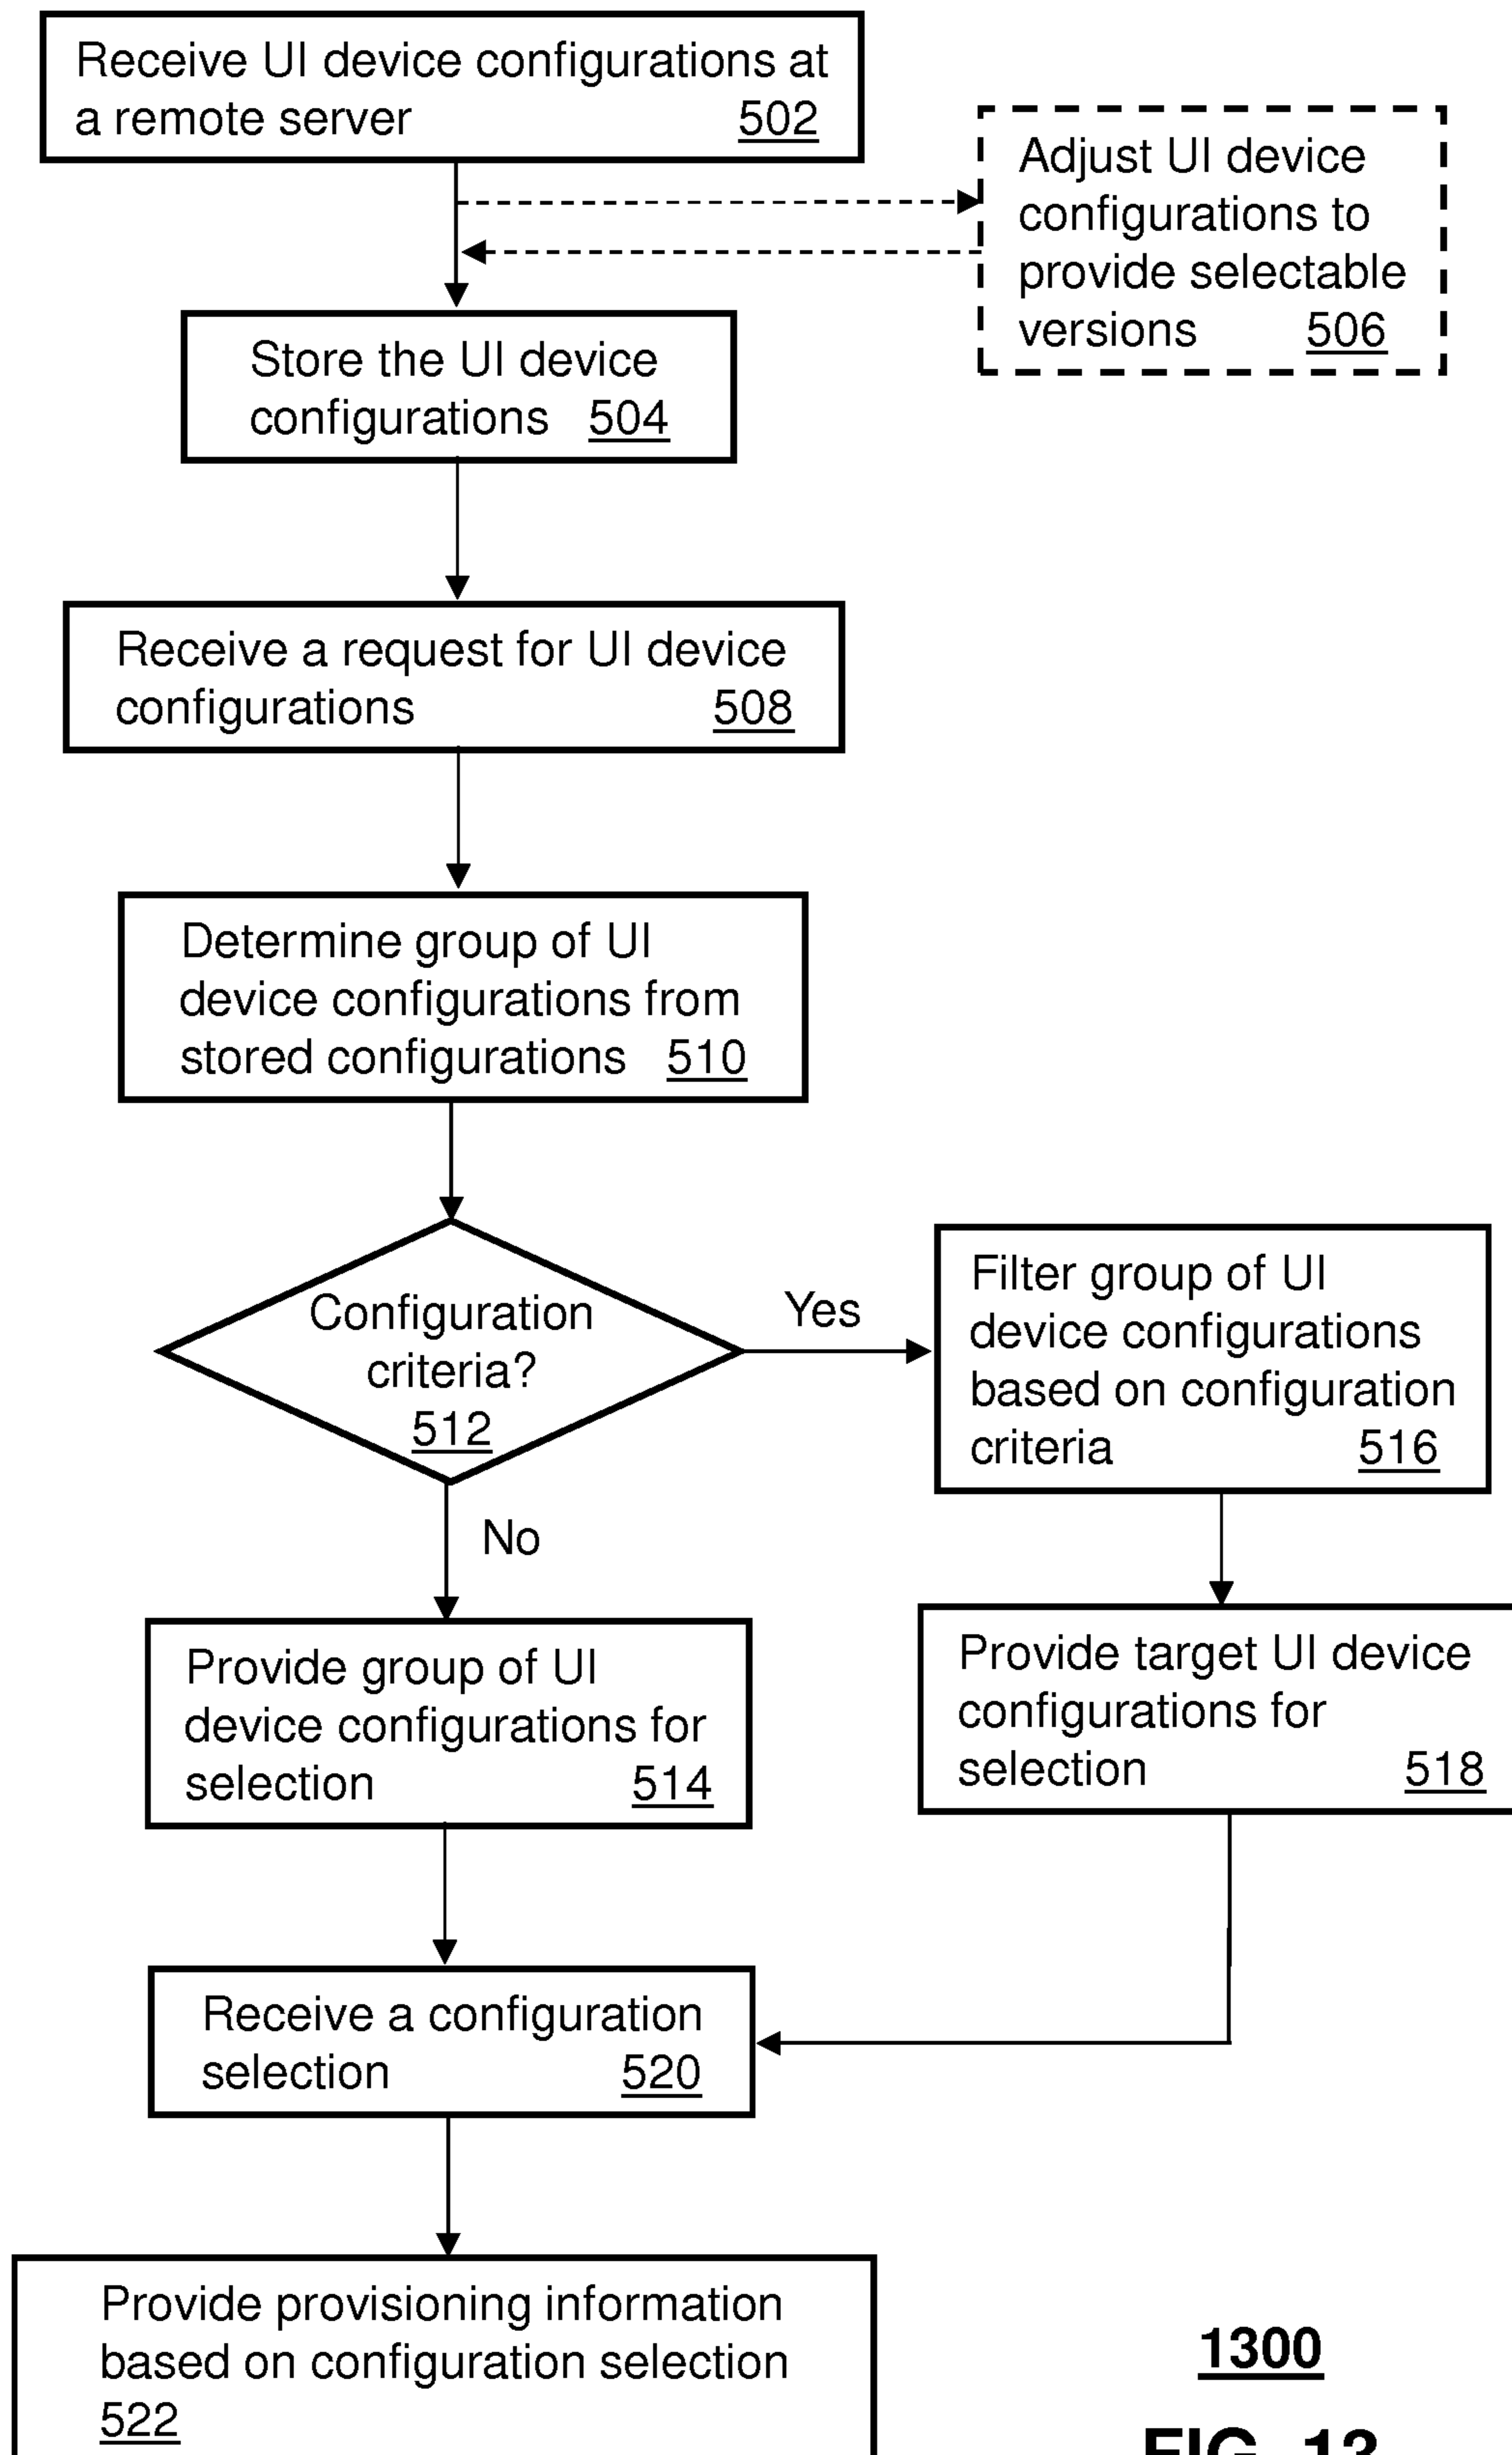 Receive UI device configurations at
a remote server 502
Adjust UI device
configurations to
provide selectable
versions 506
Store the UI device
configurations 504
Receive a request for UI device
configurations 508
Determine group of UI
device configurations from
stored configurations 510
Configuration
criteria?
512
Yes
Filter group of UI
device configurations
based on configuration
criteria 516
No
Provide group of UI
device configurations for
selection 514
Provide target UI device
configurations for
selection 518
Receive a configuration
selection 520
Provide provisioning information
based on configuration selection
522
1300
FIG. 13